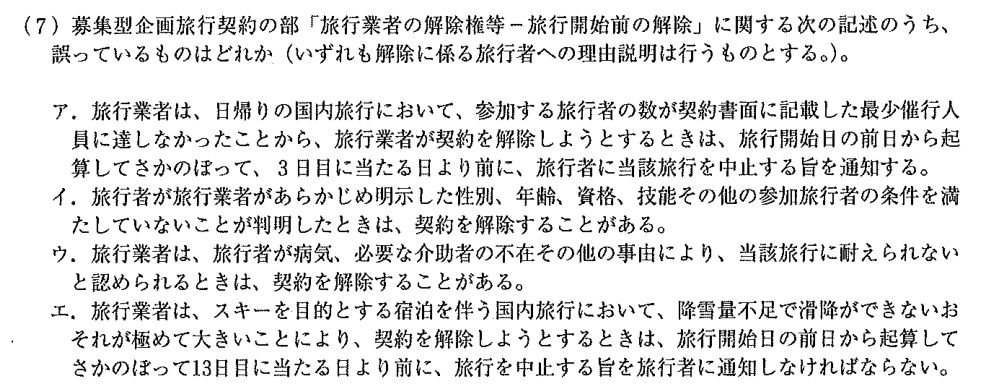 (7) 募集型企画旅行契約の部「旅行業者の解除権等－旅行開始前の解除」に関する次の記述のうち、
誤っているものはどれか（いずれも解除に係る旅行者への理由説明は行うものとする。）。
ア．旅行業者は、日帰りの国内旅行において、参加する旅行者の数が契約書面に記載した最少催行人
員に達しなかったことから、旅行業者が契約を解除しようとするときは、旅行開始日の前日から起
算してさかのぼって、３日目に当たる日より前に、旅行者に当該旅行を中止する旨を通知する。
イ．旅行者が旅行業者があらかじめ明示した性別、年齢、資格、技能その他の参加旅行者の条件を満
たしていないことが判明したときは、契約を解除することがある。
ウ．旅行業者は、旅行者が病気、必要な介助者の不在その他の事由により、当該旅行に耐えられない
と認められるときは、契約を解除することがある。
エ．旅行業者は、スキーを目的とする宿泊を伴う国内旅行において、降雪量不足で滑降ができないお
それが極めて大きいことにより、契約を解除しようとするときは、旅行開始日の前日から起算して
さかのぼって13日目に当たる日より前に、旅行を中止する旨を旅行者に通知しなければならない。